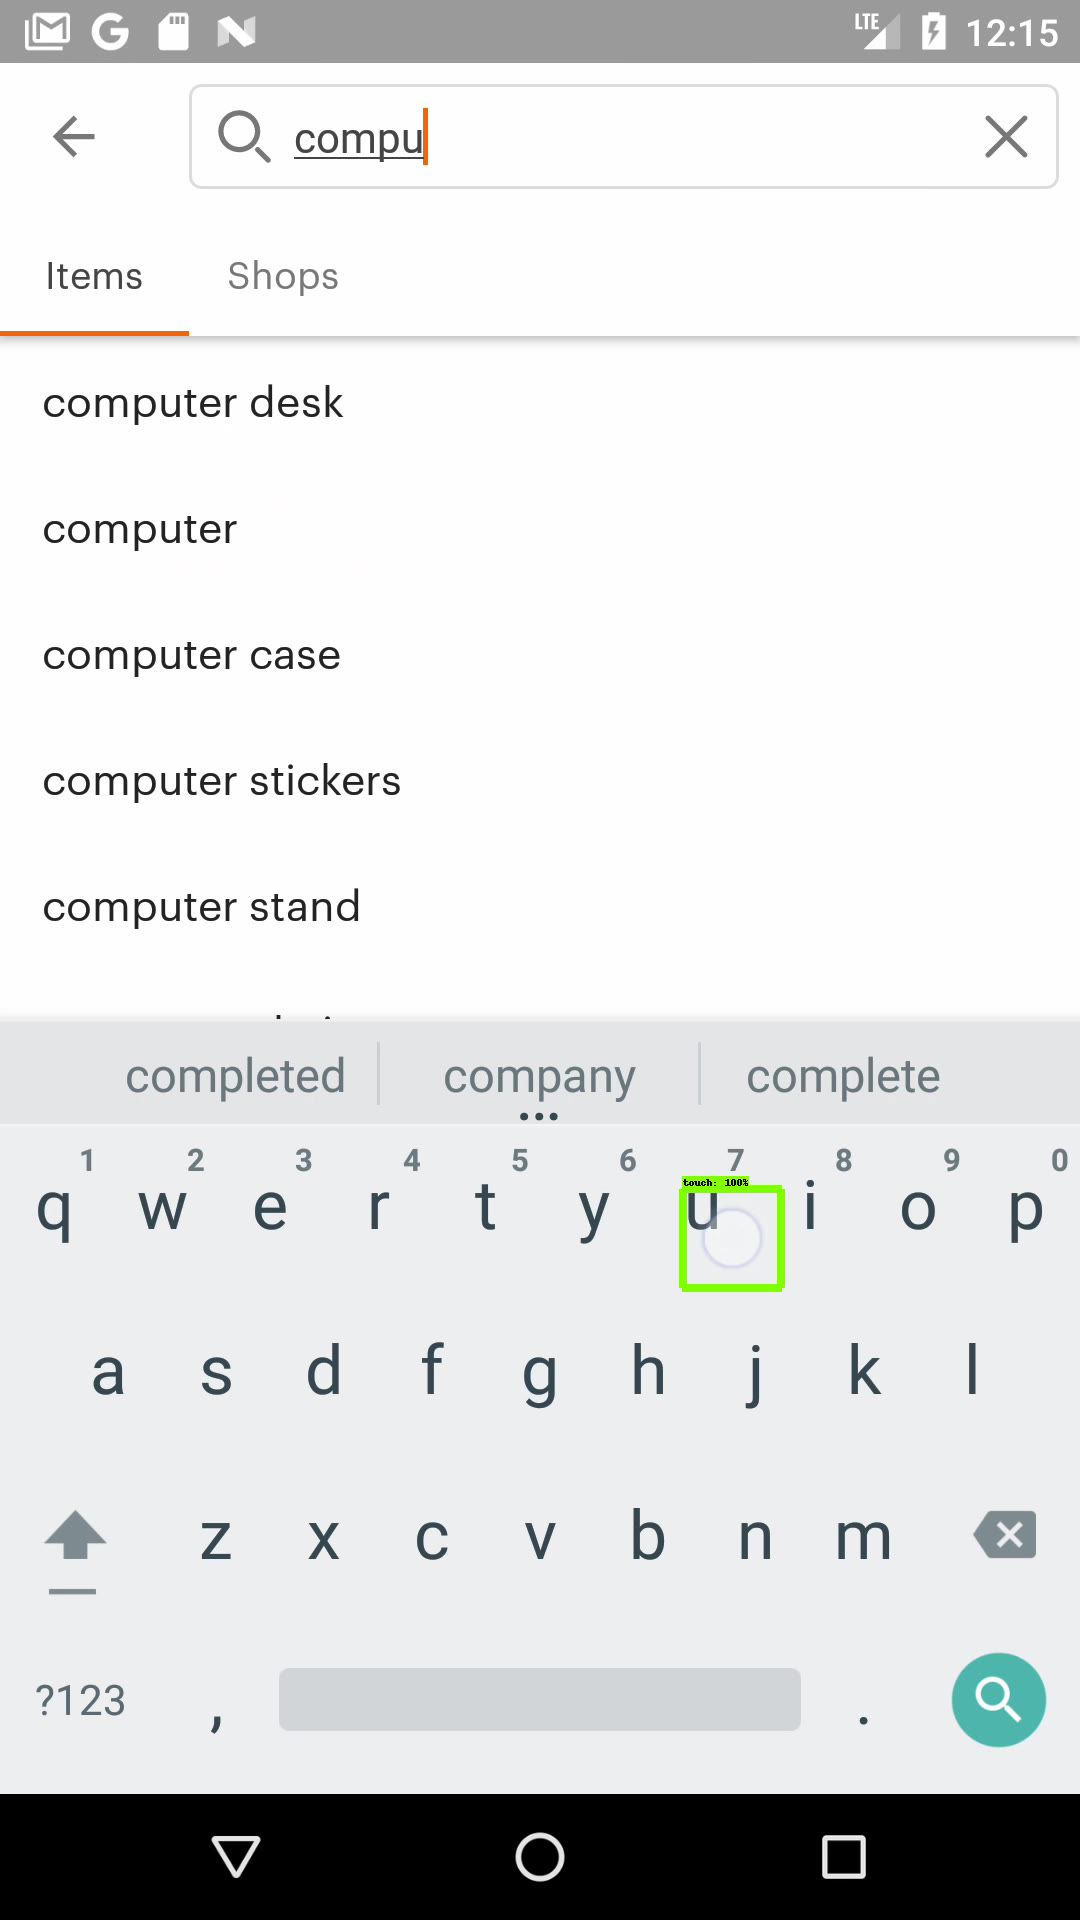 LTE 12:15
compu
Items Shops
computer desk
computer
computer case
computer stickers
computer stand
completed company complete
1 2 3 4 5 6 7 8 9 0
touch: 100%
q w e r t y u i o p
a s d f g h j k l
z x c v b n m
?123 , .